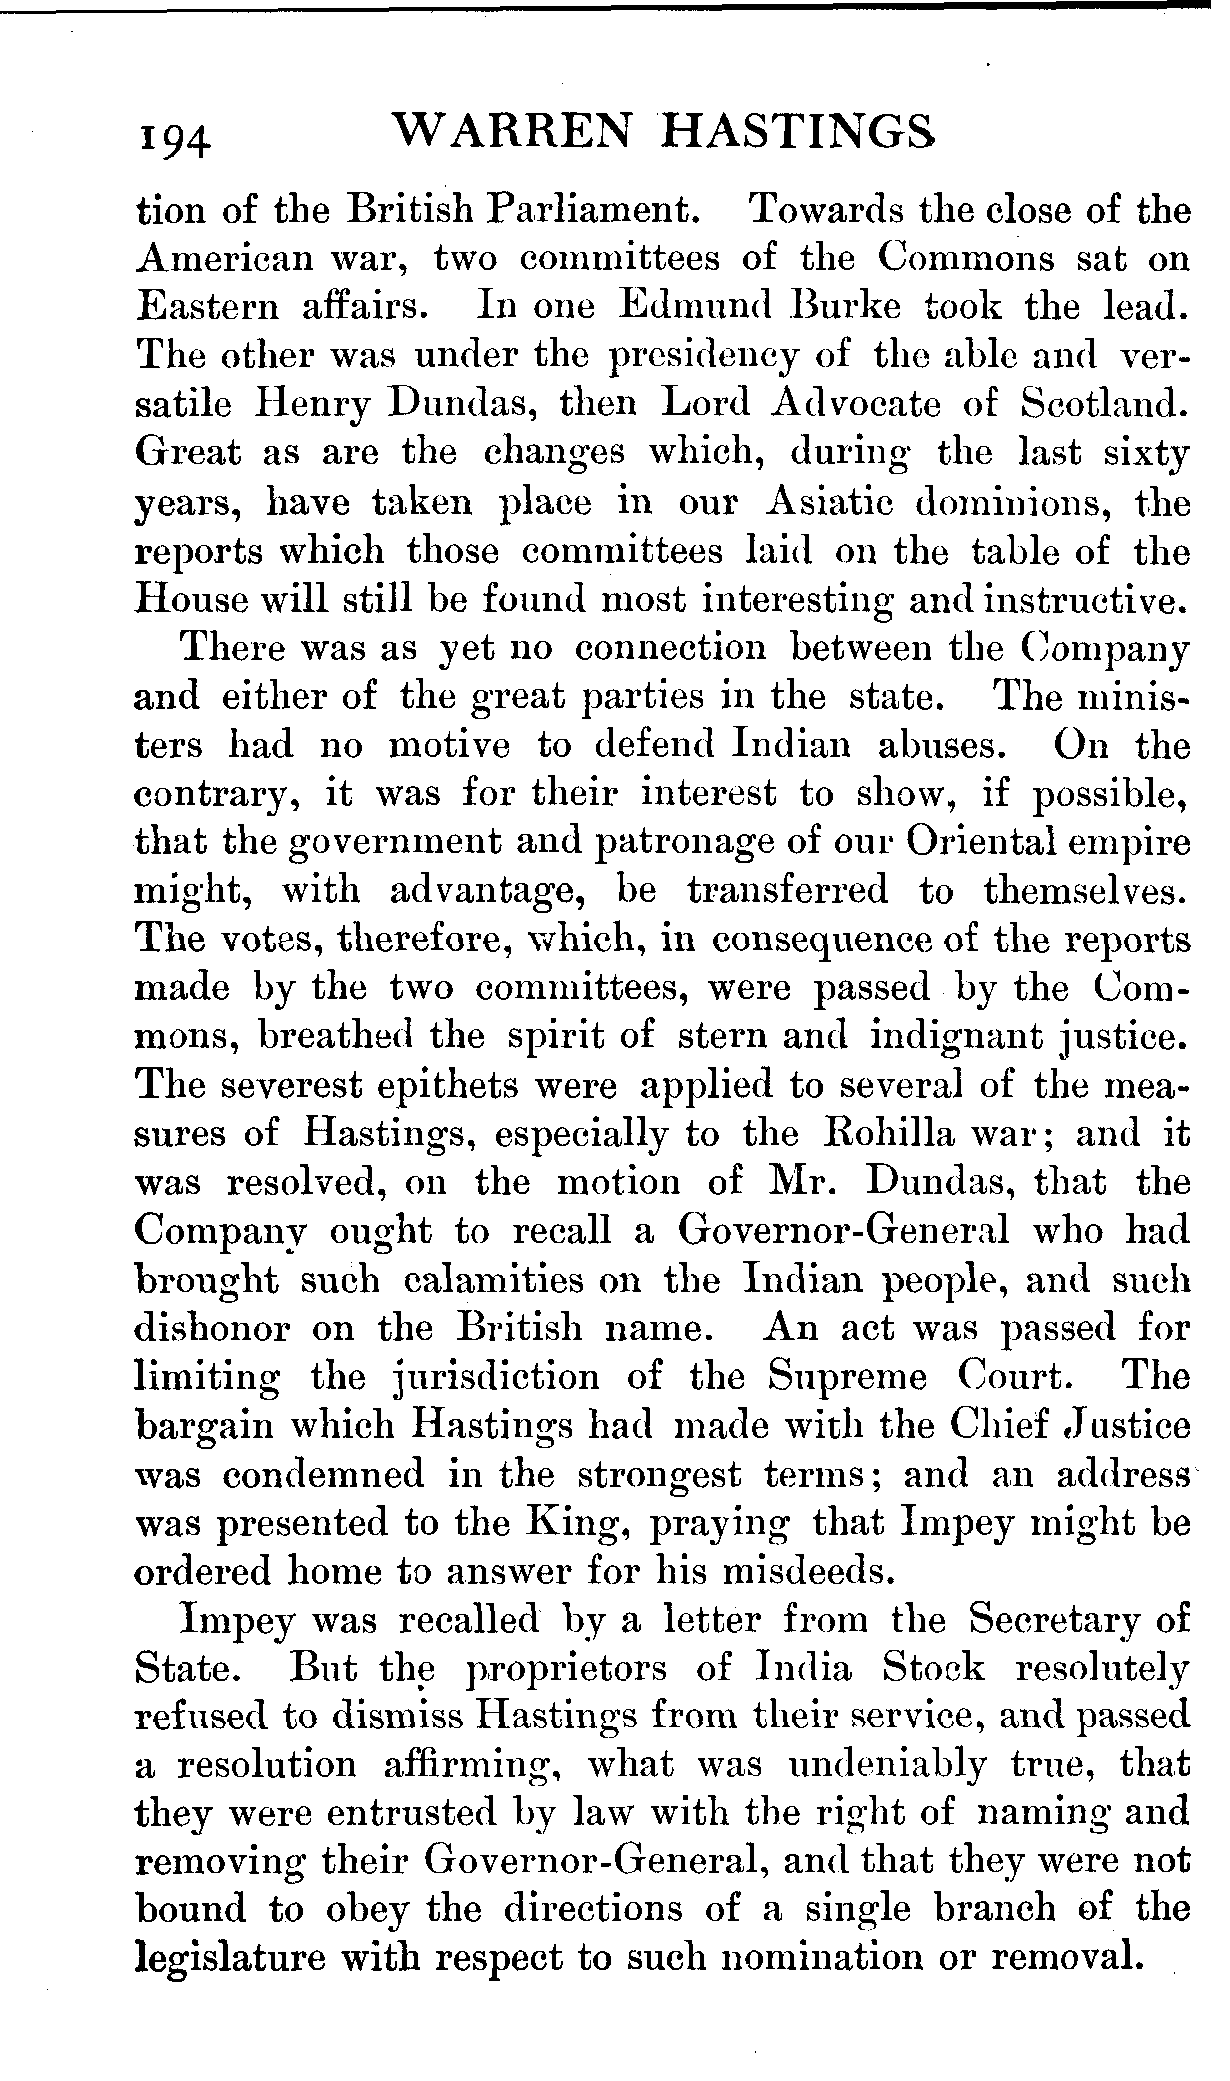 194 WARREN HASTINGS
tion of the British Parliament. Towards the close of the
American war, two committees of the Commons sat on
Eastern affairs. In one Edmund Burke took the lead.
The other was under the presidency of the able and ver-
satile Henry Dundas, then Lord Advocate of Scotland.
Great as are the changes which, during the last sixty
years, have taken place in our Asiatic dominions, the
reports which those committees laid on the table of the
House will still be found most interesting and instructive.
There was as yet no connection between the Company
and either of the great parties in the state. The minis-
ters had no motive to defend Indian abuses. On the
contrary, it was for their interest to show, if possible,
that the government and patronage of our Oriental empire
might, with advantage, be transferred to themselves.
The votes, therefore, which, in consequence of the reports
made by the two committees, were passed by the Com-
mons, breathed the spirit of stern and indignant justice.
The severest epithets were applied to several of the mea-
sures of Hastings, especially to the Rohilla war; and it
was resolved, on the motion of Mr. Dundas, that the
Company ought to recall a Governor-General who had
brought such calamities on the Indian people, and such
dishonor on the British name. An act was passed for
limiting the jurisdiction of the Supreme Court. The
bargain which Hastings had made with the Chief Justice
was condemned in the strongest terms; and an address
was presented to the King, praying that Impey might be
ordered home to answer for his misdeeds.
Impey was recalled by a letter from the Secretary of
State. But the proprietors of India Stock resolutely
refused to dismiss Hastings from their service, and passed
a resolution affirming, what was undeniably true, that
they were entrusted by law with the right of naming and
removing their Governor-General, and that they were not
bound to obey the directions of a single branch of the
legislature with respect to such nomination or removal.